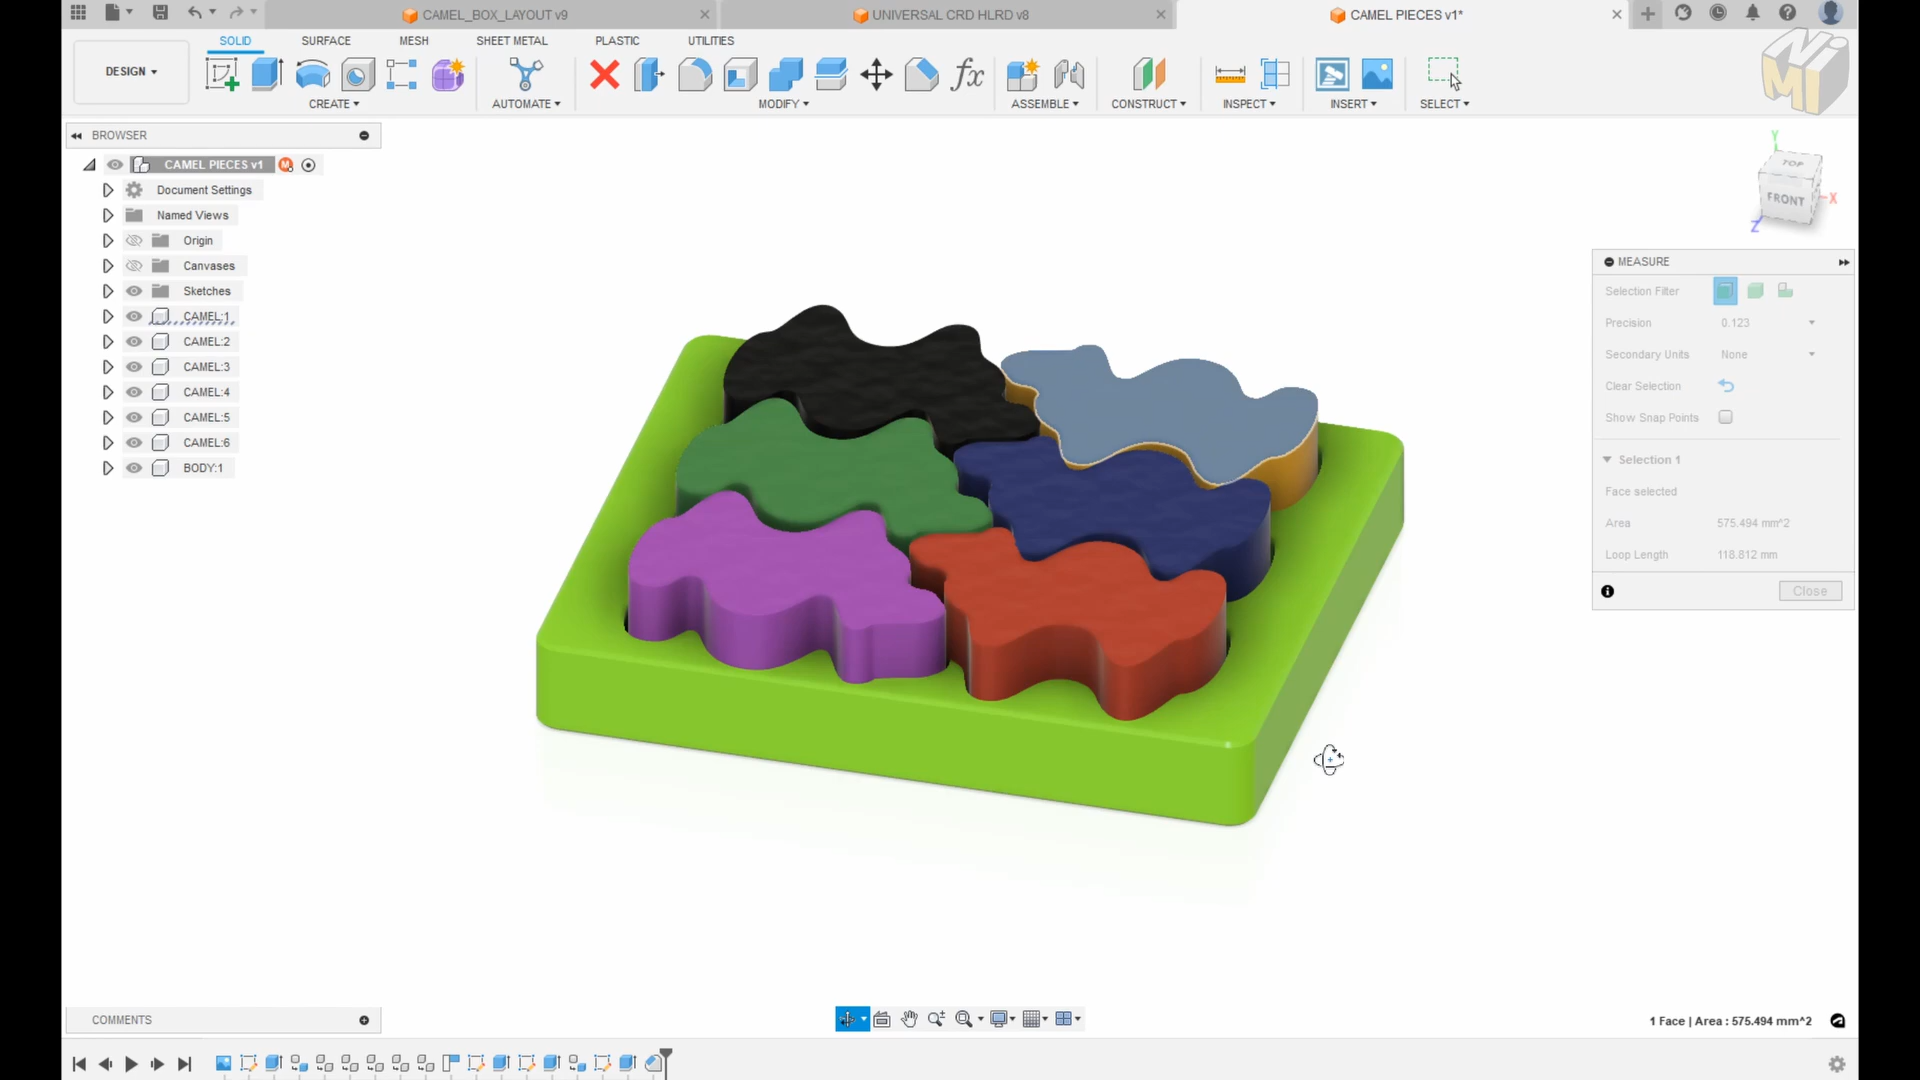 CAMEL_BOX_LAYOUT v9
UNIVERSAL CRD HLRD v8
CAMEL PIECES v1*
SOLID
SURFACE
MESH
SHEET METAL
PLASTIC
UTILITIES
DESIGN
CREATE
AUTOMATE
MODIFY
ASSEMBLE
CONSTRUCT
INSPECT
INSERT
SELECT
fx
NiMi
BROWSER
CAMEL PIECES v1
Document Settings
Named Views
Origin
Canvases
Sketches
CAMEL:1
CAMEL:2
CAMEL:3
CAMEL:4
CAMEL:5
CAMEL:6
BODY:1
Y
TOP
FRONT
X
Z
MEASURE
Selection Filter
Precision 0.123
Secondary Units None
Clear Selection
Show Snap Points
Selection 1
Face selected
Area 575.494 mm^2
Loop Length 118.812 mm
Close
COMMENTS
1 Face | Area : 575.494 mm^2